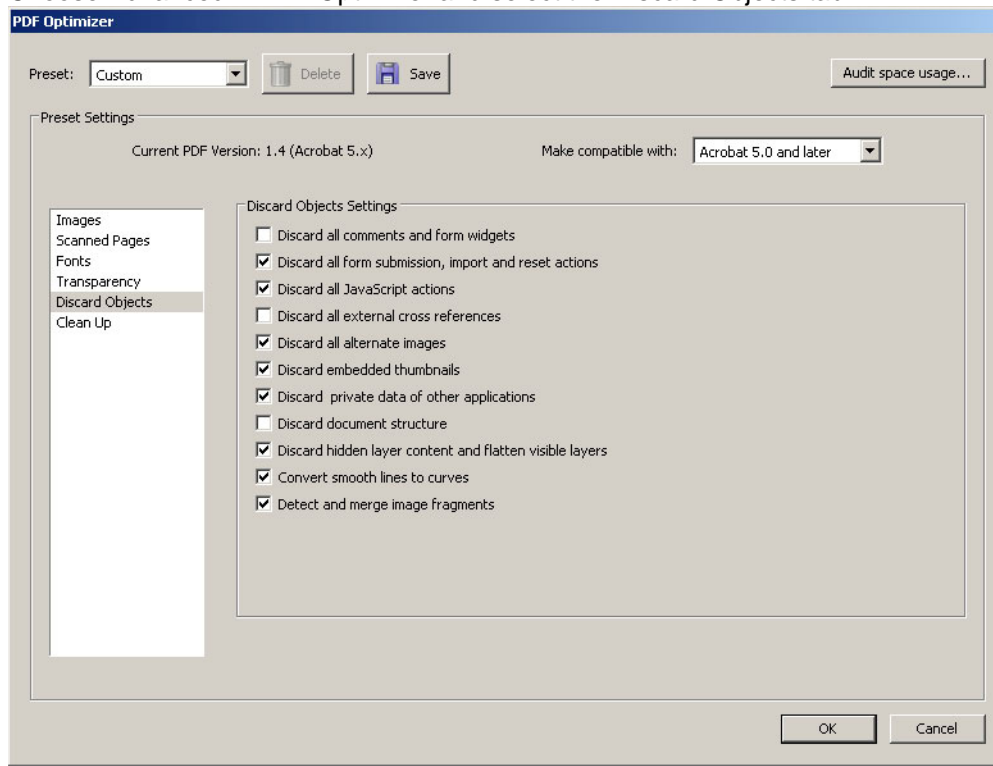 PDF Optimizer
Preset: Custom Delete Save Audit space usage...
Preset Settings
Current PDF Version: 1.4 (Acrobat 5.x) Make compatible with: Acrobat 5.0 and later
Images
Scanned Pages
Fonts
Transparency
Discard Objects
Clean Up
Discard Objects Settings
Discard all comments and form widgets
Discard all form submission, import and reset actions
Discard all JavaScript actions
Discard all external cross references
Discard all alternate images
Discard embedded thumbnails
Discard private data of other applications
Discard document structure
Discard hidden layer content and flatten visible layers
Convert smooth lines to curves
Detect and merge image fragments
OK Cancel